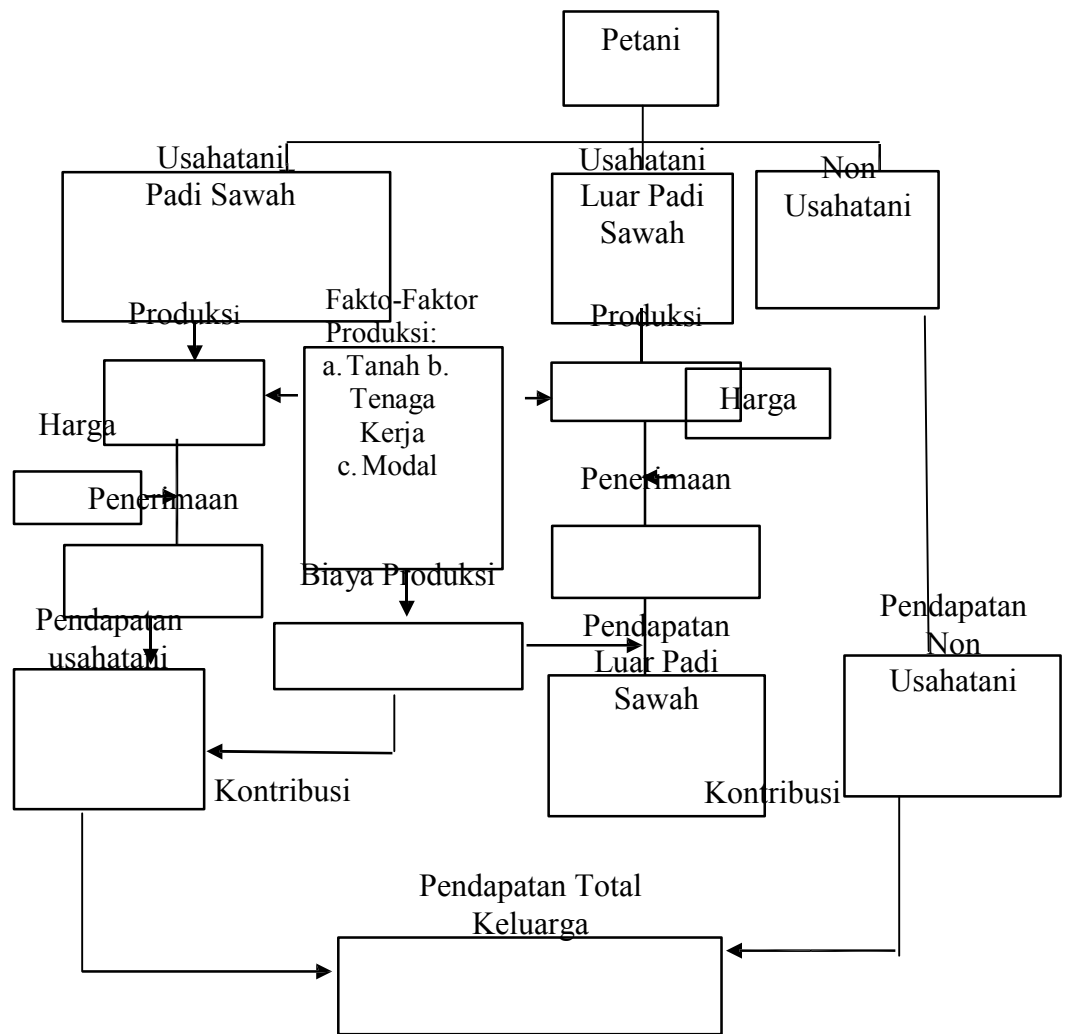 Petani
Usahatani
Padi Sawah
Usahatani
Luar Padi
Sawah
Non
Usahatani
Produksi
Fakto-Faktor
Produksi:
a. Tanah b.
Tenaga
Kerja
c. Modal
Produksi
Harga
Harga
Penerimaan
Penerimaan
Biaya Produksi
Pendapatan
usahatani
Pendapatan
Luar Padi
Sawah
Pendapatan
Non
Usahatani
Kontribusi
Kontribusi
Pendapatan Total
Keluarga